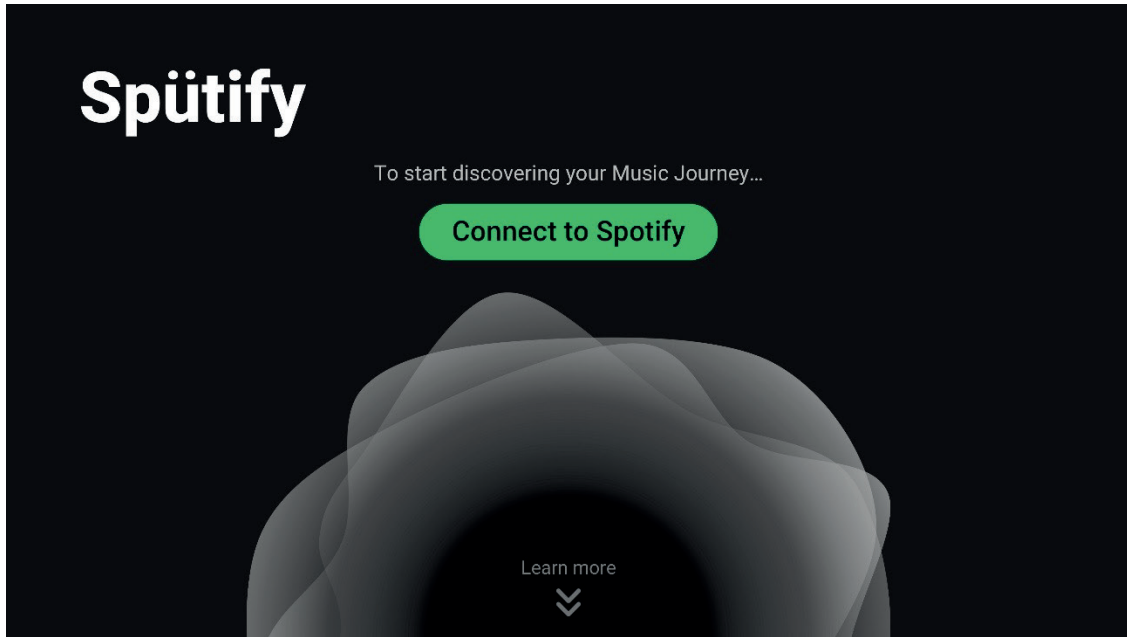 Spütify
To start discovering your Music Journey...
Connect to Spotify
Learn more